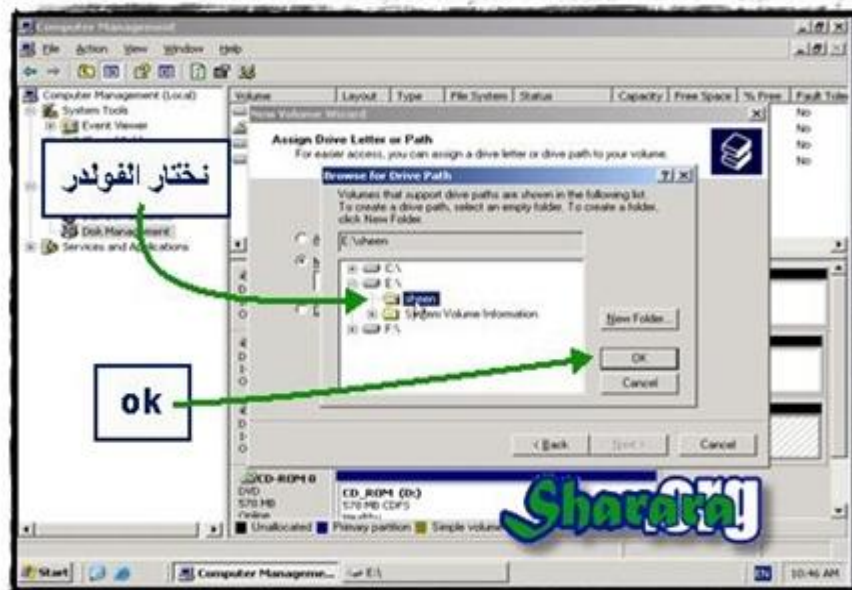 Computer Management
File Action View Window Help
Computer Management (Local)
System Tools
Event Viewer
Disk Management
Services and Applications
Volume Layout Type File System Status Capacity Free Space % Free Fault Tole
No
No
No
No
New Volume Wizard
Assign Drive Letter or Path
For easier access, you can assign a drive letter or drive path to your volume.
Browse for Drive Path
Volumes that support drive paths are shown in the following list.
To create a drive path, select an empty folder. To create a folder,
click New Folder.
E:\sheen
C:\
E:\
sheen
System Volume Information
F:\
New Folder...
OK
Cancel
< Back Next > Cancel
نختار الفولدر
ok
CD-ROM 0
DVD
578 MB
Online
CD_ROM (D:)
578 MB CDFS
Healthy
Unallocated Primary partition Simple volume
Sharara.org
Start Computer Manageme... E:\ EN 10:46 AM